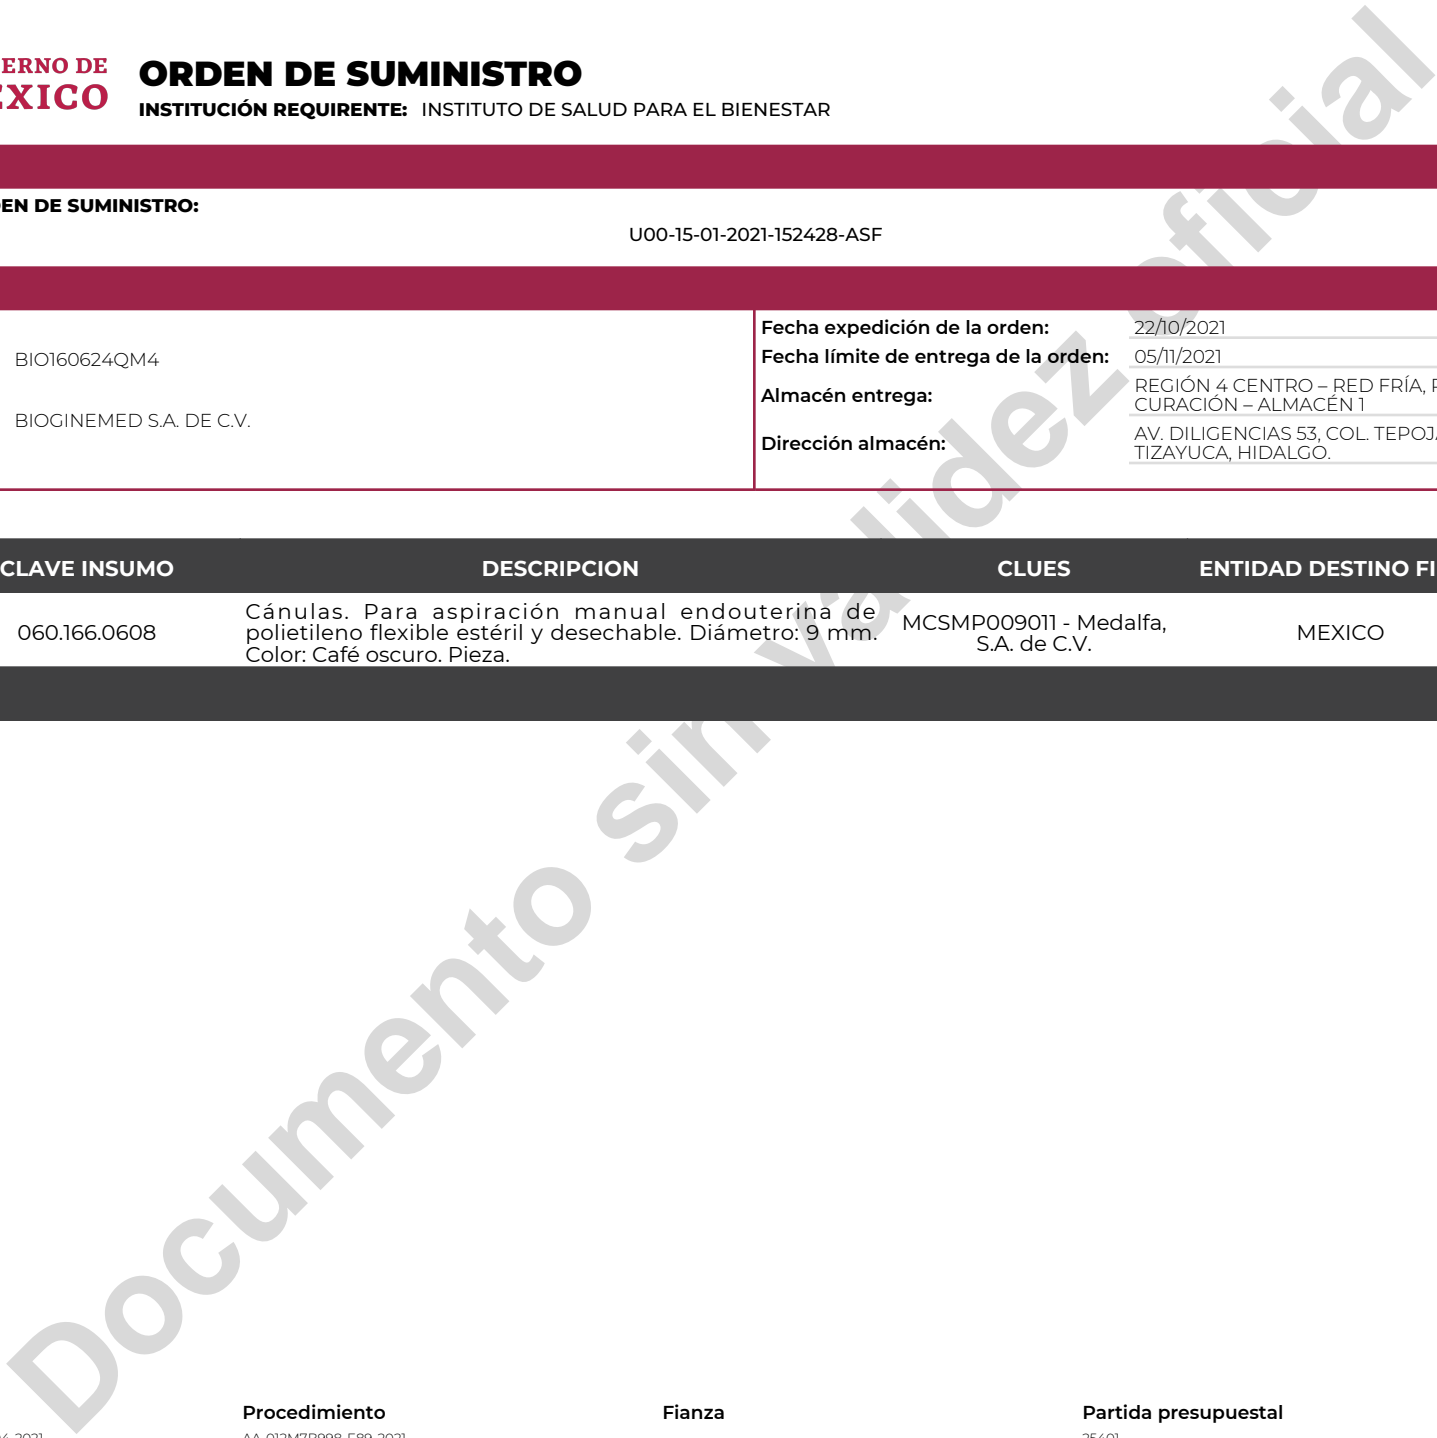 ERNO DE
EXICO
ORDEN DE SUMINISTRO
INSTITUCIÓN REQUIRENTE: INSTITUTO DE SALUD PARA EL BIENESTAR
EN DE SUMINISTRO:
U00-15-01-2021-152428-ASF
BIO160624QM4
BIOGINEMED S.A. DE C.V.
Fecha expedición de la orden: 22/10/2021
Fecha límite de entrega de la orden: 05/11/2021
Almacén entrega: REGIÓN 4 CENTRO – RED FRÍA,
CURACIÓN – ALMACÉN 1
Dirección almacén: AV. DILIGENCIAS 53, COL. TEPOJ
TIZAYUCA, HIDALGO.
CLAVE INSUMO DESCRIPCION CLUES ENTIDAD DESTINO FI
060.166.0608
Cánulas. Para aspiración manual endouterina de
polietileno flexible estéril y desechable. Diámetro: 9 mm.
Color: Café oscuro. Pieza.
MCSMP009011 - Medalfa,
S.A. de C.V.
MEXICO
Documento sin validez oficial
Procedimiento Fianza Partida presupuestal